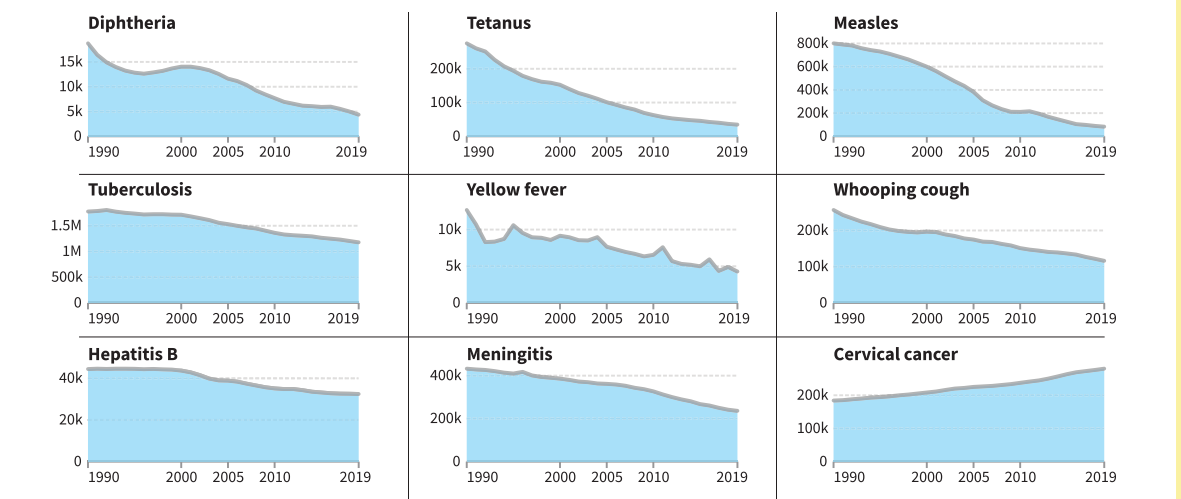 Diphtheria
15k
10k
5k
0
1990 2000 2005 2010 2019
Tetanus
200k
100k
0
1990 2000 2005 2010 2019
Measles
800k
600k
400k
200k
0
1990 2000 2005 2010 2019
Tuberculosis
1.5M
1M
500k
0
1990 2000 2005 2010 2019
Yellow fever
10k
5k
0
1990 2000 2005 2010 2019
Whooping cough
200k
100k
0
1990 2000 2005 2010 2019
Hepatitis B
40k
20k
0
1990 2000 2005 2010 2019
Meningitis
400k
200k
0
1990 2000 2005 2010 2019
Cervical cancer
200k
100k
0
1990 2000 2005 2010 2019